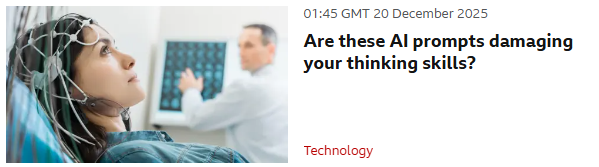 01:45 GMT 20 December 2025
Are these AI prompts damaging
your thinking skills?
Technology